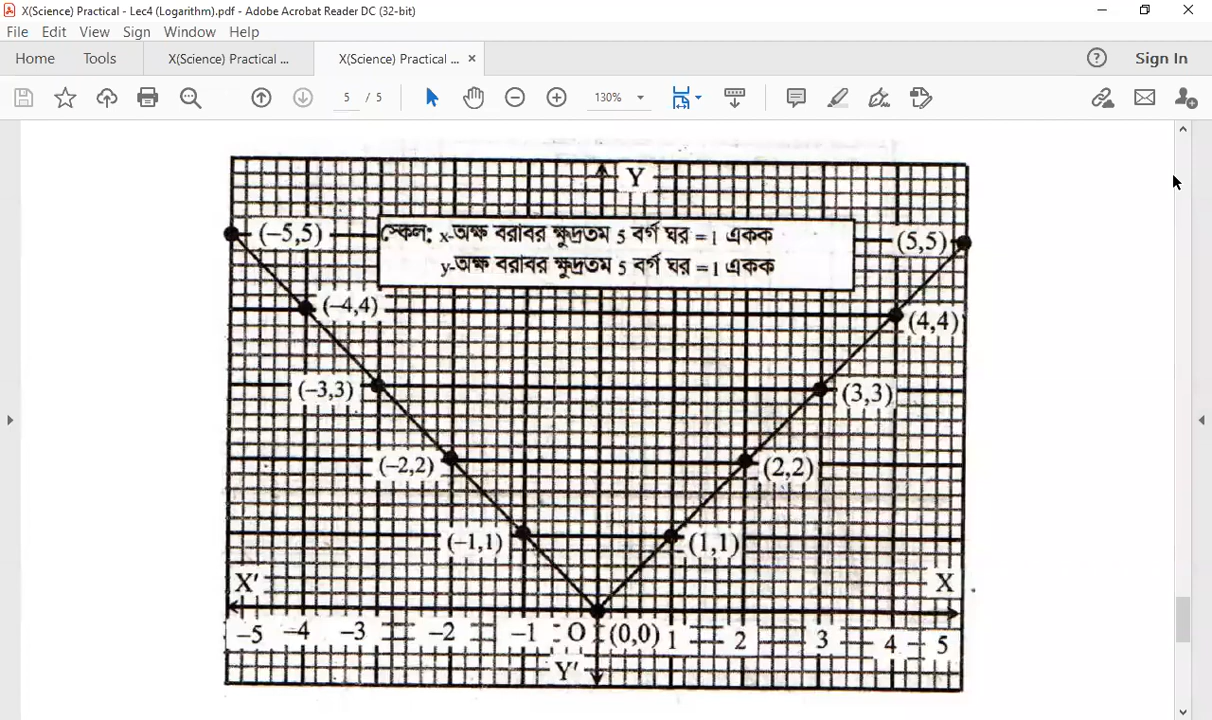 X(Science) Practical - Lec4 (Logarithm).pdf - Adobe Acrobat Reader DC (32-bit)
File Edit View Sign Window Help
Home Tools X(Science) Practical ... X(Science) Practical ... × Sign In
5 / 5 130%
Y
স্কেল: x-অক্ষ বরাবর ক্ষুদ্রতম 5 বর্গ ঘর = 1 একক
y-অক্ষ বরাবর ক্ষুদ্রতম 5 বর্গ ঘর = 1 একক
(–5,5) (5,5)
(–4,4) (4,4)
(–3,3) (3,3)
(–2,2) (2,2)
(–1,1) (1,1)
X′ X
–5 –4 –3 –2 –1 O (0,0) 1 2 3 4 5
Y′